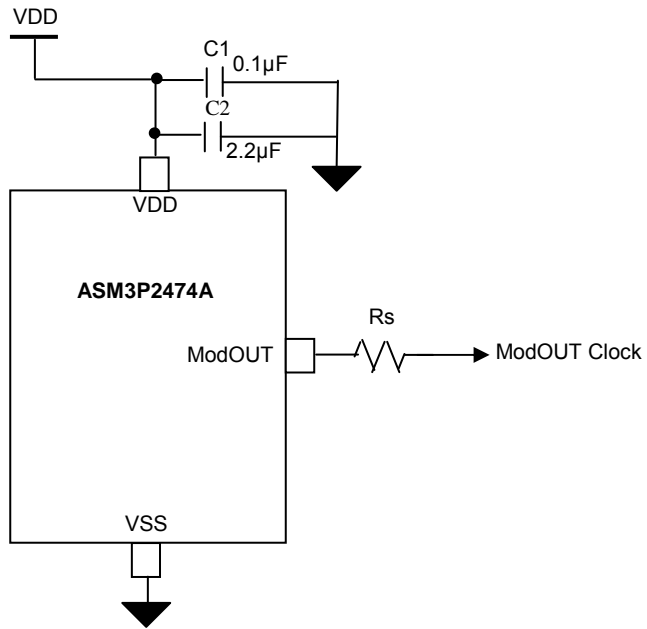 VDD
C1
0.1µF
C2
2.2µF
VDD
ASM3P2474A
Rs
ModOUT
ModOUT Clock
VSS